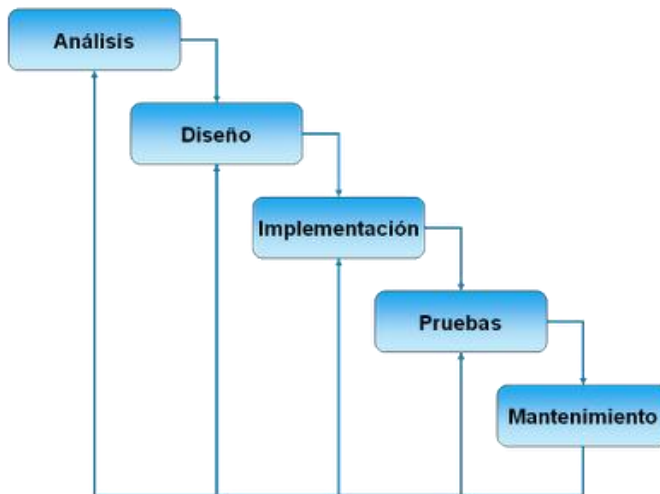 Análisis
Diseño
Implementación
Pruebas
Mantenimiento